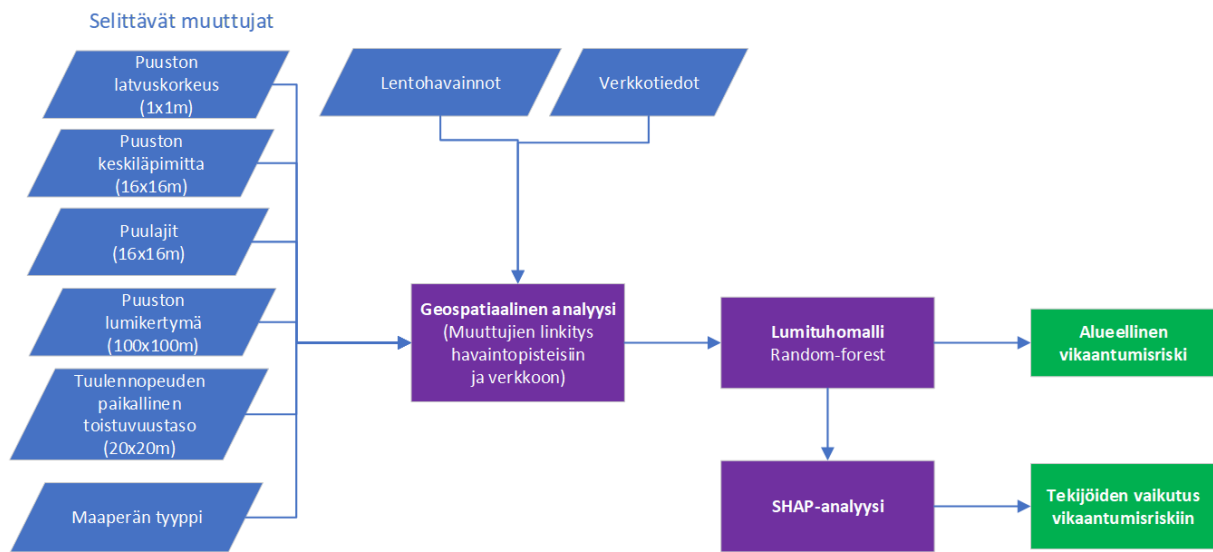 Selittävät muuttujat
Puuston
latvuskorkeus
(1x1m)
Puuston
keskiläpimitta
(16x16m)
Puulajit
(16x16m)
Puuston
lumikertymä
(100x100m)
Tuulennopeuden
paikallinen
toistuvuustaso
(20x20m)
Maaperän tyyppi
Lentohavainnot
Verkkotiedot
Geospatiaalinen analyysi
(Muuttujien linkitys
havaintopisteisiin
ja verkkoon)
Lumituhomalli
Random-forest
Alueellinen
vikaantumisriski
SHAP-analyysi
Tekijöiden vaikutus
vikaantumisriskiin